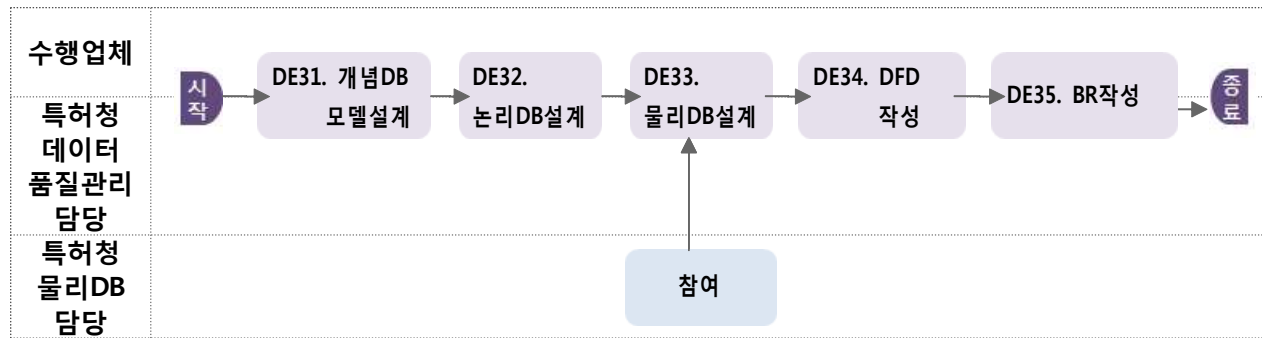 수행업체
시
작
DE31. 개념DB
모델설계
DE32.
논리DB설계
DE33.
물리DB설계
DE34. DFD
작성
DE35. BR작성
종
료
특허청
데이터
품질관리
담당
특허청
물리DB
담당
참여